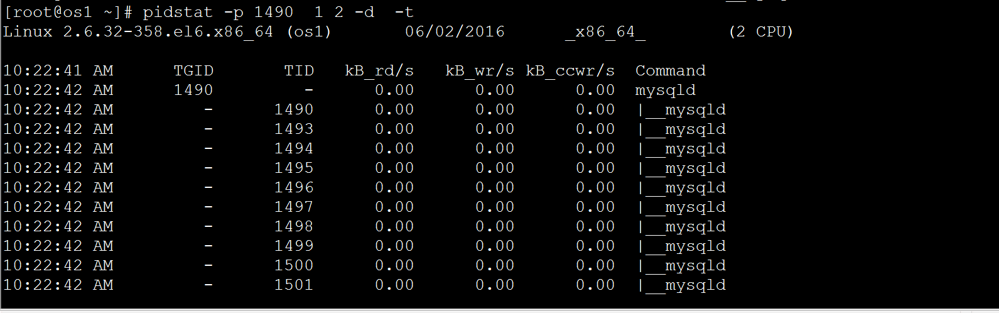 [root@os1 ~]# pidstat -p 1490  1 2 -d  -t
Linux 2.6.32-358.el6.x86_64 (os1)       06/02/2016      _x86_64_        (2 CPU)
10:22:41 AM      TGID       TID   kB_rd/s   kB_wr/s kB_ccwr/s  Command
10:22:42 AM      1490         -      0.00      0.00      0.00  mysqld
10:22:42 AM         -      1490      0.00      0.00      0.00  |__mysqld
10:22:42 AM         -      1493      0.00      0.00      0.00  |__mysqld
10:22:42 AM         -      1494      0.00      0.00      0.00  |__mysqld
10:22:42 AM         -      1495      0.00      0.00      0.00  |__mysqld
10:22:42 AM         -      1496      0.00      0.00      0.00  |__mysqld
10:22:42 AM         -      1497      0.00      0.00      0.00  |__mysqld
10:22:42 AM         -      1498      0.00      0.00      0.00  |__mysqld
10:22:42 AM         -      1499      0.00      0.00      0.00  |__mysqld
10:22:42 AM         -      1500      0.00      0.00      0.00  |__mysqld
10:22:42 AM         -      1501      0.00      0.00      0.00  |__mysqld